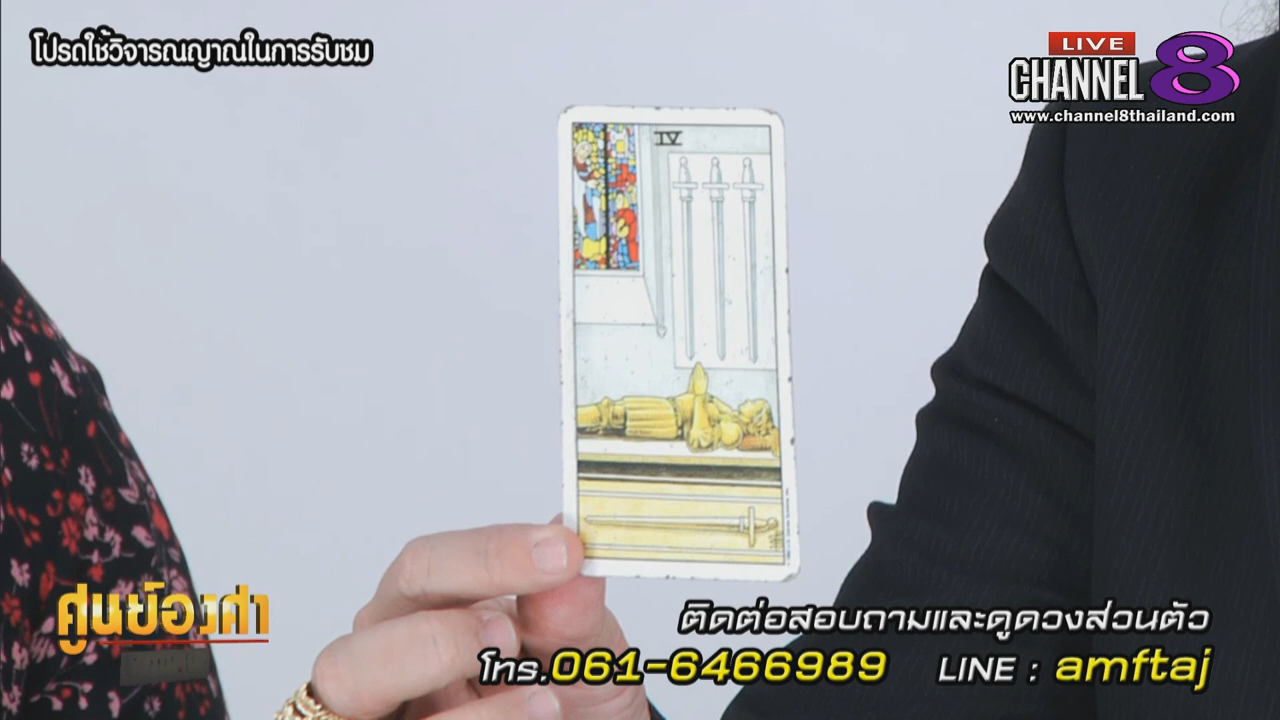 โปรดใช้วิจารณญาณในการรับชม
LIVE
CHANNEL 8
www.channel8thailand.com
IV
ศูนย์องศา
ติดต่อสอบถามและดูดวงส่วนตัว
โทร.061-6466989 LINE : amftaj